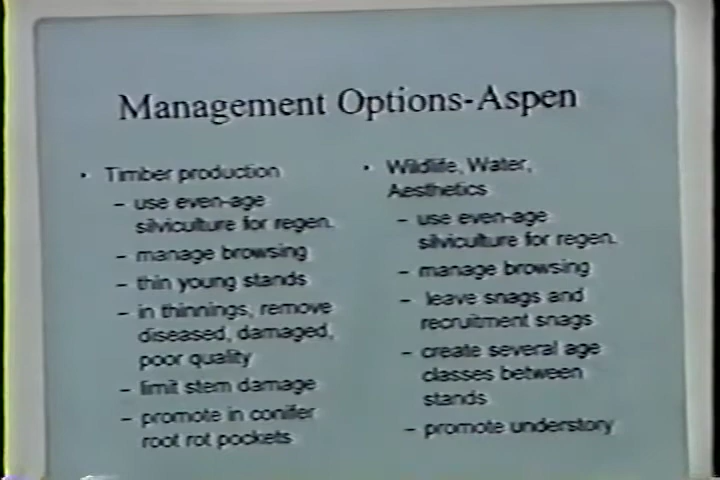 Management Options-Aspen
• Timber production
– use even-age
silviculture for regen.
– manage browsing
– thin young stands
– in thinnings, remove
diseased, damaged,
poor quality
– limit stem damage
– promote in conifer
root rot pockets
• Wildlife, Water,
Aesthetics
– use even-age
silviculture for regen.
– manage browsing
– leave snags and
recruitment snags
– create several age
classes between
stands
– promote understory